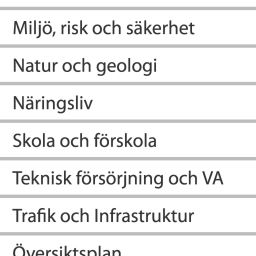 Miljö, risk och säkerhet
Natur och geologi
Näringsliv
Skola och förskola
Teknisk försörjning och VA
Trafik och Infrastruktur
Översiktsplan